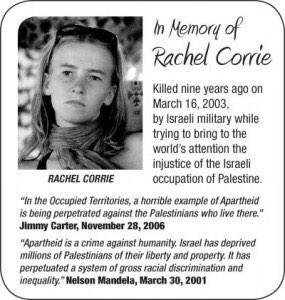 In Memory of
Rachel Corrie
Killed nine years ago on
March 16, 2003,
by Israeli military while
trying to bring to the
world's attention the
injustice of the Israeli
occupation of Palestine.
RACHEL CORRIE
"In the Occupied Territories, a horrible example of Apartheid
is being perpetrated against the Palestinians who live there."
Jimmy Carter, November 28, 2006
"Apartheid is a crime against humanity. Israel has deprived
millions of Palestinians of their liberty and property. It has
perpetuated a system of gross racial discrimination and
inequality." Nelson Mandela, March 30, 2001